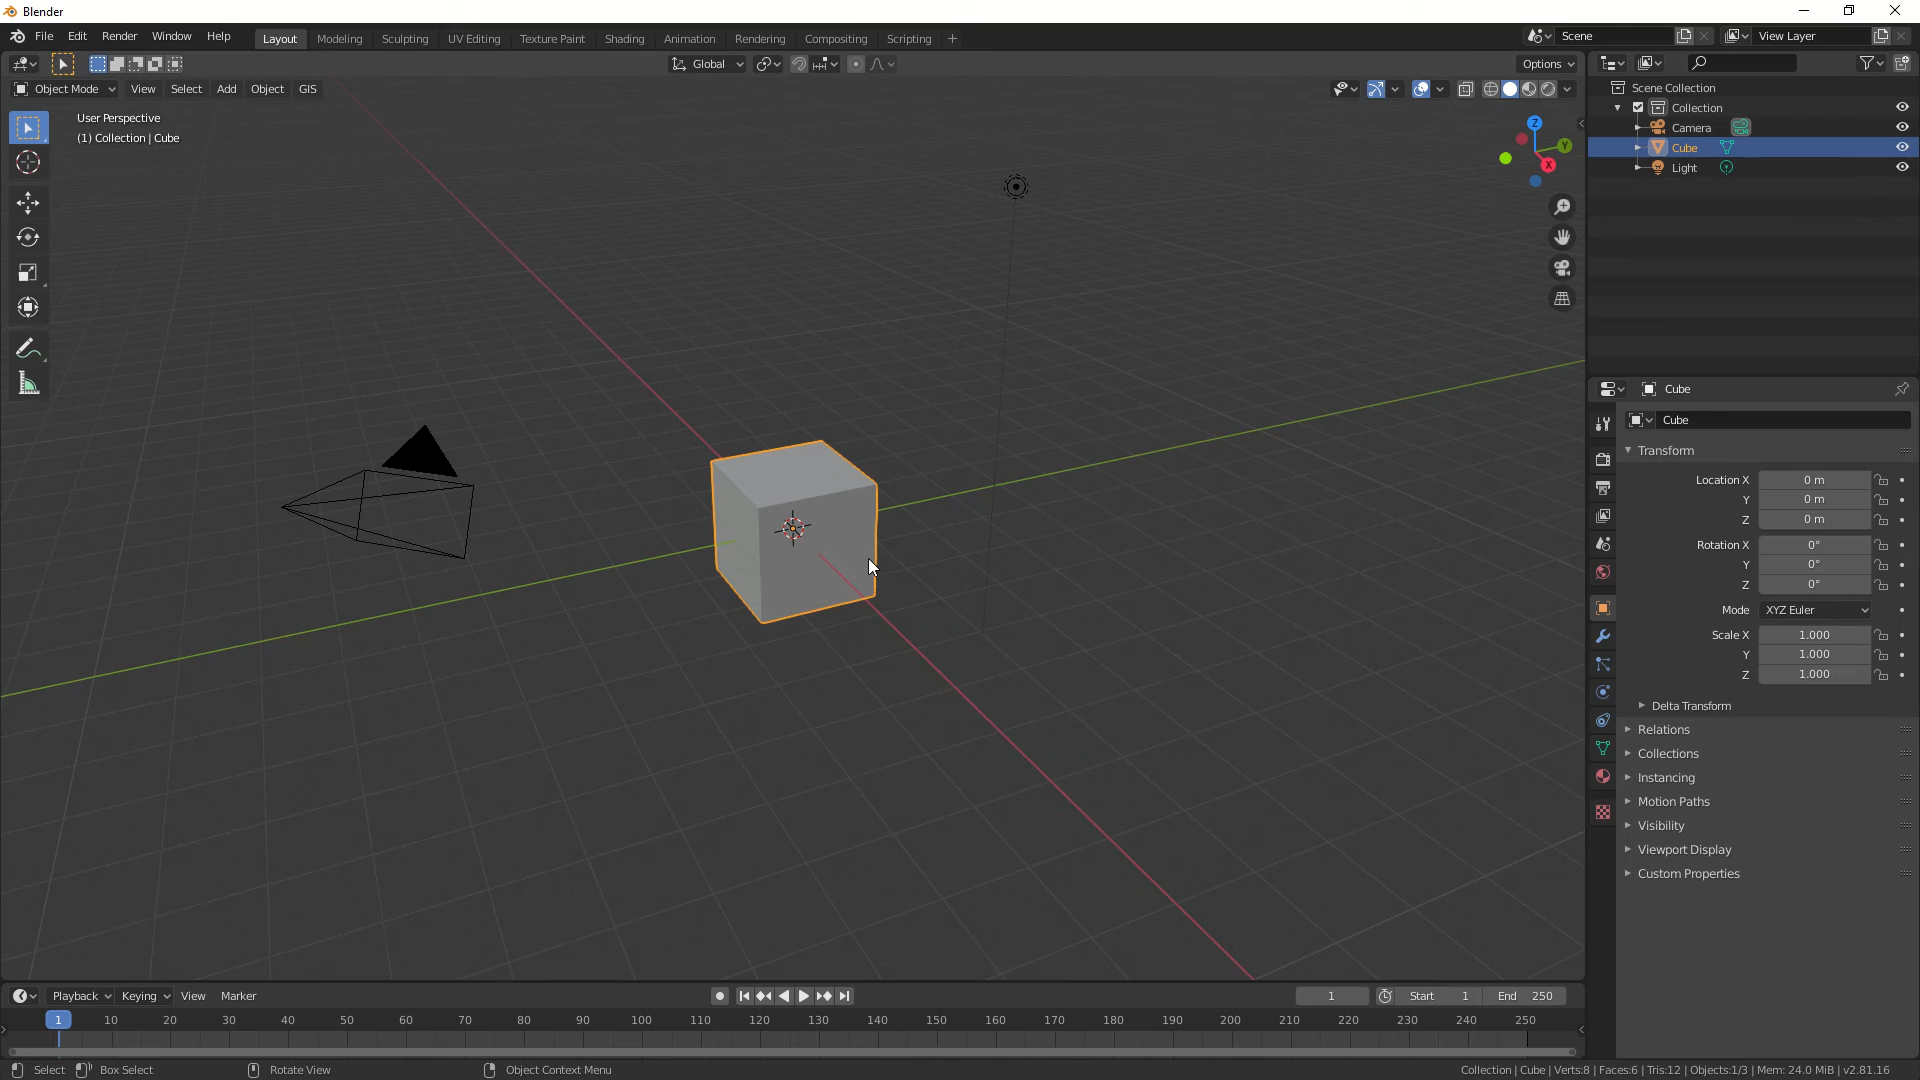 Blender
File Edit Render Window Help Layout Modeling Sculpting UV Editing Texture Paint Shading Animation Rendering Compositing Scripting + Scene View Layer
Global Options
Object Mode View Select Add Object GIS
User Perspective
(1) Collection | Cube
Z
Y
X
Scene Collection
Collection
Camera
Cube
Light
Cube
Cube
Transform
Location X 0 m
Y 0 m
Z 0 m
Rotation X 0°
Y 0°
Z 0°
Mode XYZ Euler
Scale X 1.000
Y 1.000
Z 1.000
Delta Transform
Relations
Collections
Instancing
Motion Paths
Visibility
Viewport Display
Custom Properties
Playback Keying View Marker 1 Start 1 End 250
1 10 20 30 40 50 60 70 80 90 100 110 120 130 140 150 160 170 180 190 200 210 220 230 240 250
Select Box Select Rotate View Object Context Menu Collection | Cube | Verts:8 | Faces:6 | Tris:12 | Objects:1/3 | Mem: 24.0 MiB | v2.81.16